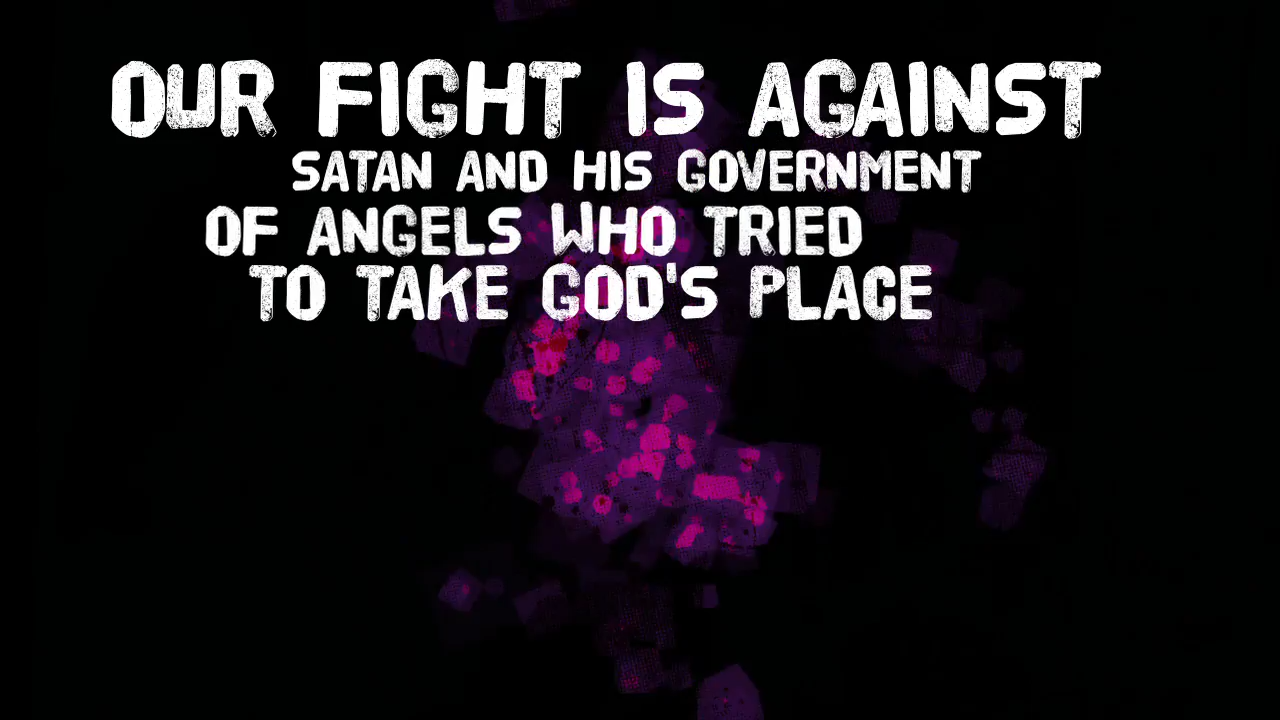 OUR FIGHT IS AGAINST
SATAN AND HIS GOVERNMENT
OF ANGELS WHO TRIED
TO TAKE GOD'S PLACE